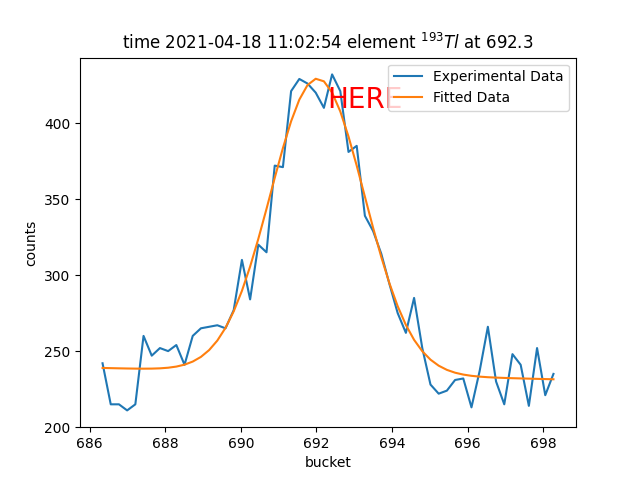 time 2021-04-18 11:02:54 element ¹⁹³Tl at 692.3
Experimental Data
Fitted Data
HERE
counts
400
350
300
250
200
686 688 690 692 694 696 698
bucket